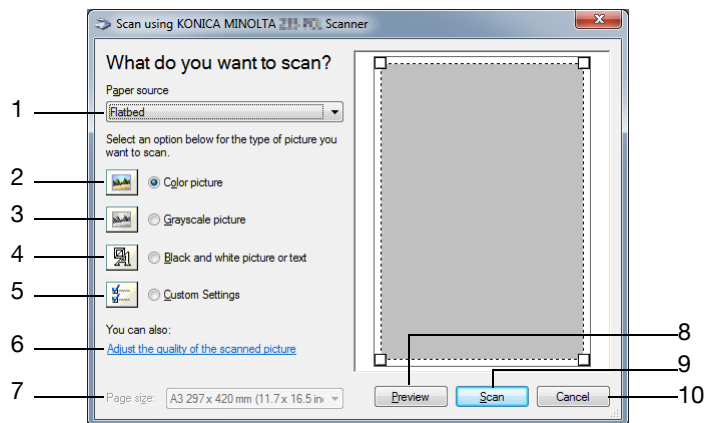 Scan using KONICA MINOLTA Scanner
What do you want to scan?
Paper source
1
Flatbed
Select an option below for the type of picture you
want to scan.
2
Color picture
3
Grayscale picture
4
Black and white picture or text
5
Custom Settings
You can also:
6
Adjust the quality of the scanned picture
7
Page size:
A3 297 x 420 mm (11.7 x 16.5 in
8
9
10
Preview
Scan
Cancel